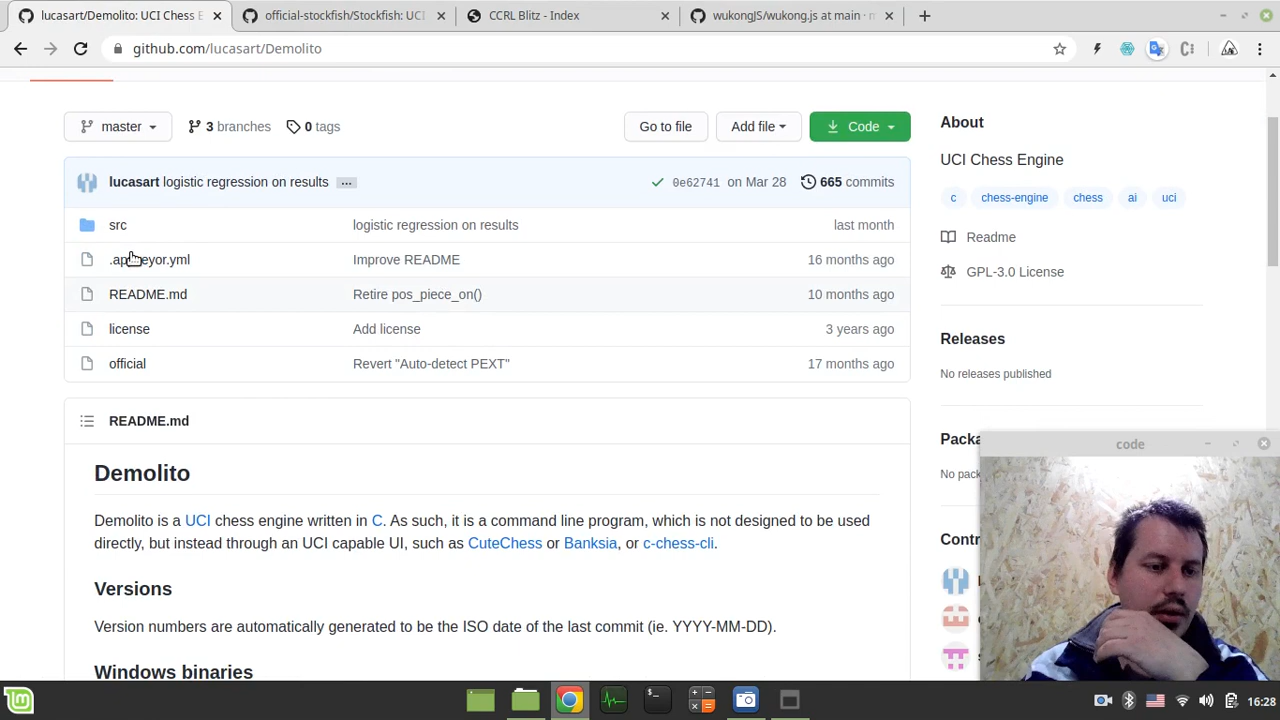 lucasart/Demolito: UCI Chess E
official-stockfish/Stockfish: UCI
CCRL Blitz - Index
wukongJS/wukong.js at main · m
github.com/lucasart/Demolito
master
3 branches
0 tags
Go to file
Add file
Code
About
UCI Chess Engine
lucasart logistic regression on results
0e62741 on Mar 28
665 commits
c
chess-engine
chess
ai
uci
src
logistic regression on results
last month
Readme
Improve README
16 months ago
GPL-3.0 License
README.md
Retire pos_piece_on()
10 months ago
license
Add license
3 years ago
Releases
official
Revert "Auto-detect PEXT"
17 months ago
No releases published
README.md
Packa
code
No pack
Demolito
Demolito is a UCI chess engine written in C. As such, it is a command line program, which is not designed to be used
directly, but instead through an UCI capable UI, such as CuteChess or Banksia, or c-chess-cli.
Contr
Versions
Version numbers are automatically generated to be the ISO date of the last commit (ie. YYYY-MM-DD).
Windows binaries
16:28